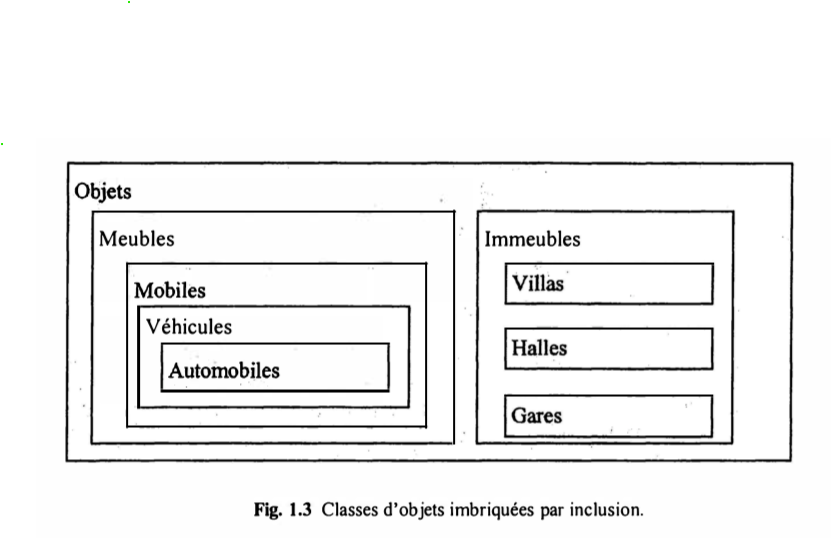 Objets
Meubles
Immeubles
Mobiles
Villas
Véhicules
Halles
Automobiles
Gares
Fig. 1.3 Classes d'objets imbriquées par inclusion.